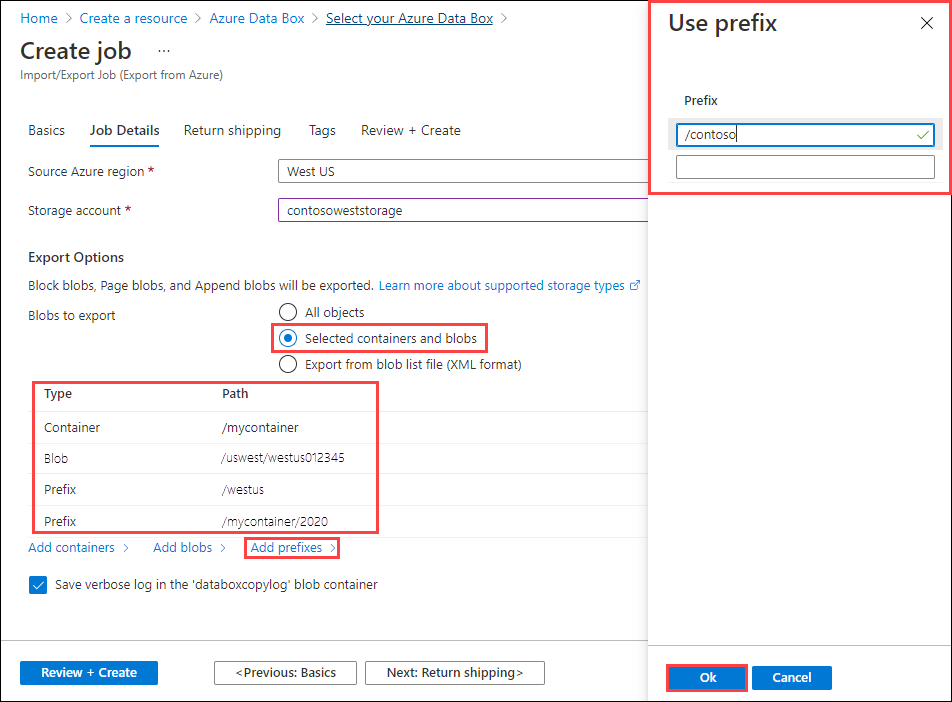 Home > Create a resource > Azure Data Box > Select your Azure Data Box >
Create job ...
Import/Export Job (Export from Azure)
Basics Job Details Return shipping Tags Review + Create
Source Azure region * West US
Storage account * contosoweststorage
Export Options
Block blobs, Page blobs, and Append blobs will be exported. Learn more about supported storage types
Blobs to export
All objects
Selected containers and blobs
Export from blob list file (XML format)
Type Path
Container /mycontainer
Blob /uswest/westus012345
Prefix /westus
Prefix /mycontainer/2020
Add containers > Add blobs > Add prefixes >
Save verbose log in the 'databoxcopylog' blob container
Review + Create <Previous: Basics Next: Return shipping>
Use prefix
Prefix
/contoso
Ok Cancel